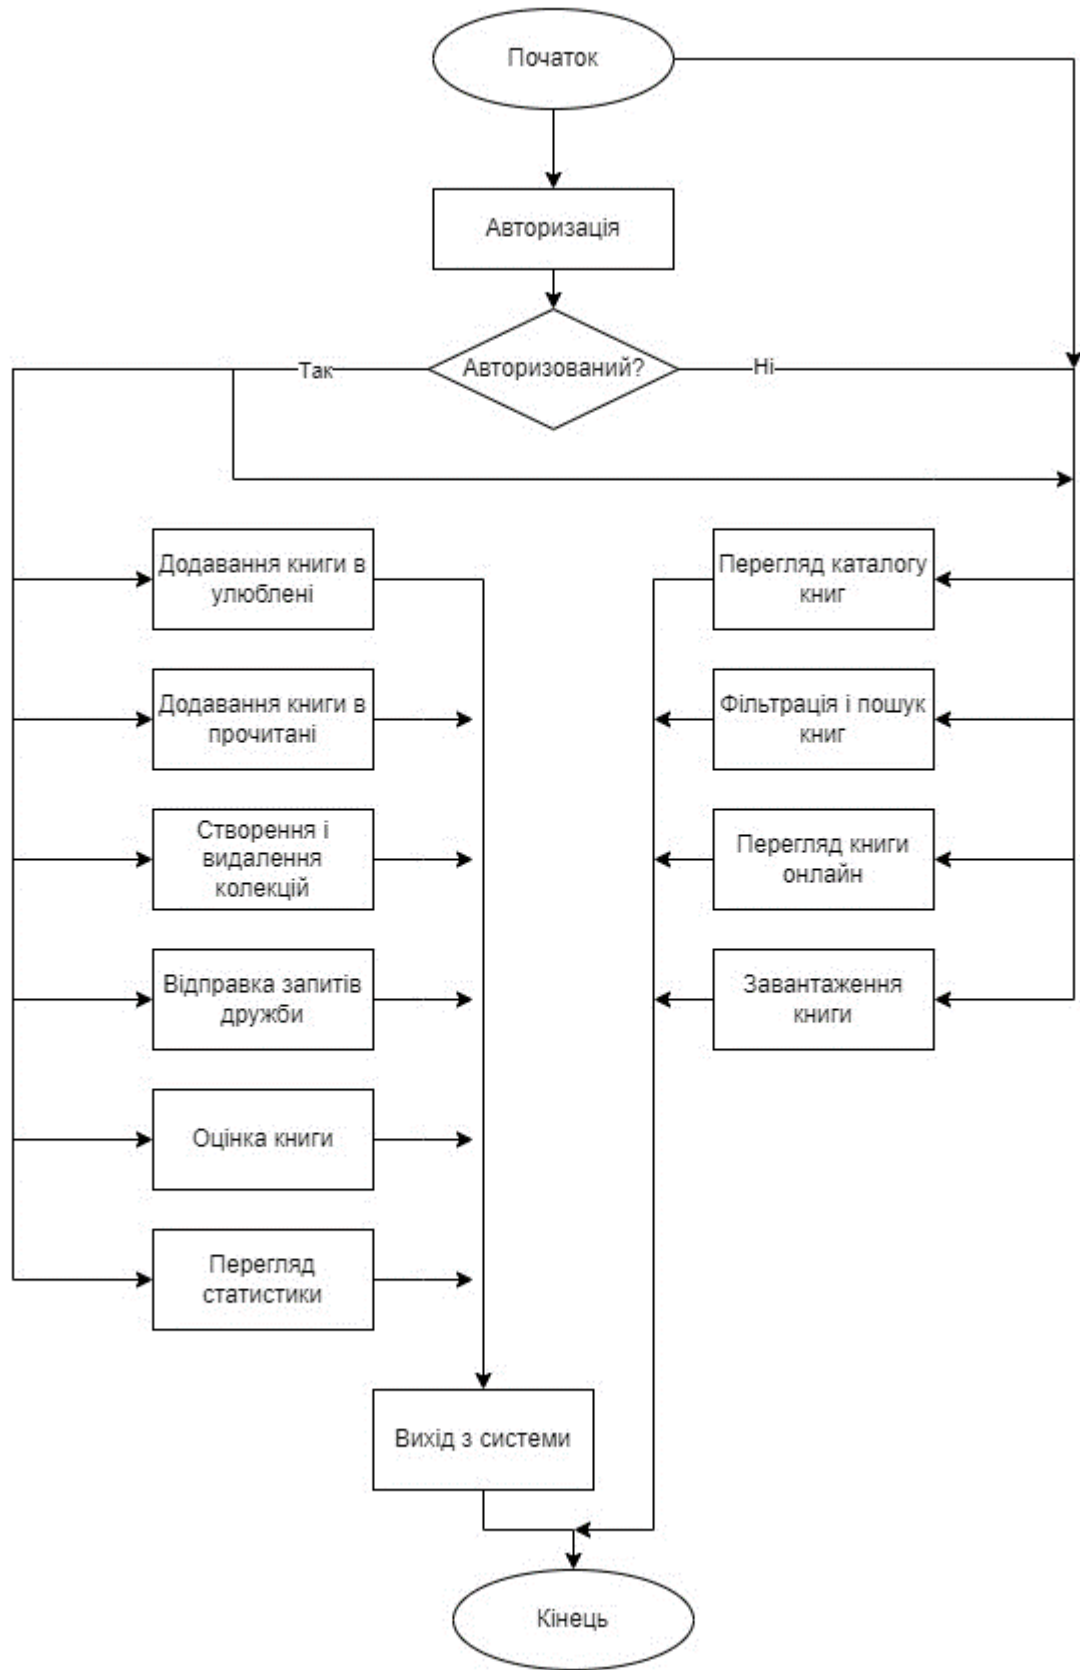 Початок
Авторизація
Авторизований?
Так
Ні
Додавання книги в
улюблені
Додавання книги в
прочитані
Створення і
видалення
колекцій
Відправка запитів
дружби
Оцінка книги
Перегляд
статистики
Перегляд каталогу
книг
Фільтрація і пошук
книг
Перегляд книги
онлайн
Завантаження
книги
Вихід з системи
Кінець